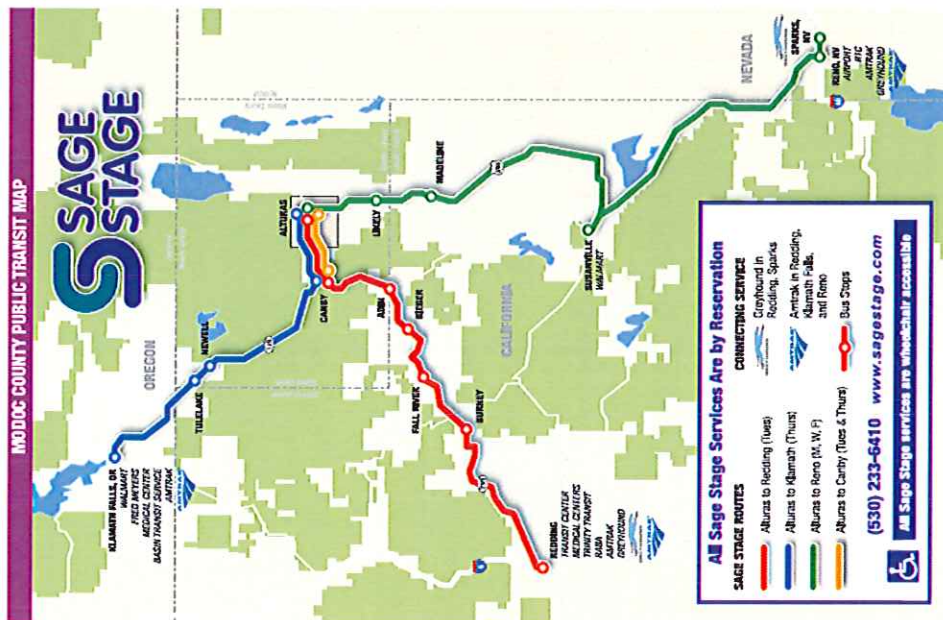 MODOC COUNTY PUBLIC TRANSIT MAP
SAGE
STAGE
OREGON
KLAMATH FALLS, OR
WALMART
FRED MEYERS
MEDICAL CENTER
BASIN TRANSIT SERVICE
AMTRAK
AMTRAK
TULELAKE
NEWELL
ALTURAS
CANBY
LIKELY
MADELINE
ADIN
BIEBER
FALL RIVER
BURNEY
REDDING
TRANSIT CENTER
MEDICAL CENTERS
TRINITY TRANSIT
RABA
AMTRAK
GREYHOUND
AMTRAK
CALIFORNIA
NEVADA
SUSANVILLE
WALMART
SPARKS,
NV
RENO, NV
AIRPORT
RTC
AMTRAK
GREYHOUND
AMTRAK
All Sage Stage Services Are by Reservation
SAGE STAGE ROUTES
Alturas to Redding (Tues)
Alturas to Klamath (Thurs)
Alturas to Reno (M, W, F)
Alturas to Canby (Tues & Thurs)
CONNECTING SERVICE
Greyhound in
Redding, Sparks
AMTRAK
Amtrak in Redding,
Klamath Falls,
and Reno
Bus Stops
(530) 233-6410 www.sagestage.com
All Sage Stage services are wheelchair accessible